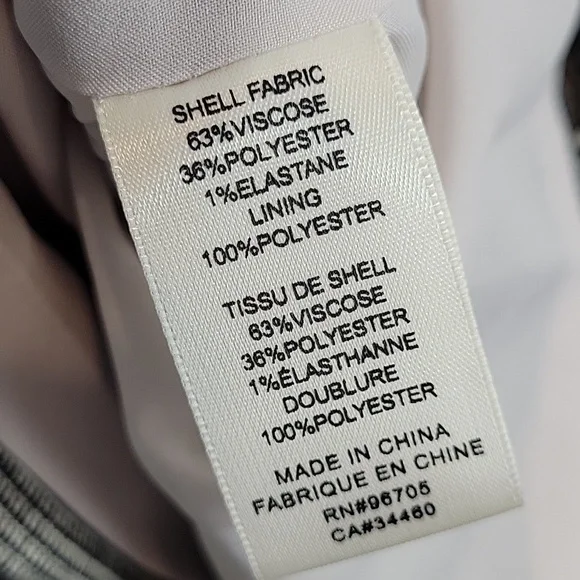 SHELL FABRIC
63%VISCOSE
36%POLYESTER
1%ELASTANE
LINING
100%POLYESTER
TISSU DE SHELL
63%VISCOSE
36%POLYESTER
1%ÉLASTHANNE
DOUBLURE
100%POLYESTER
MADE IN CHINA
FABRIQUE EN CHINE
RN#96705
CA#34460